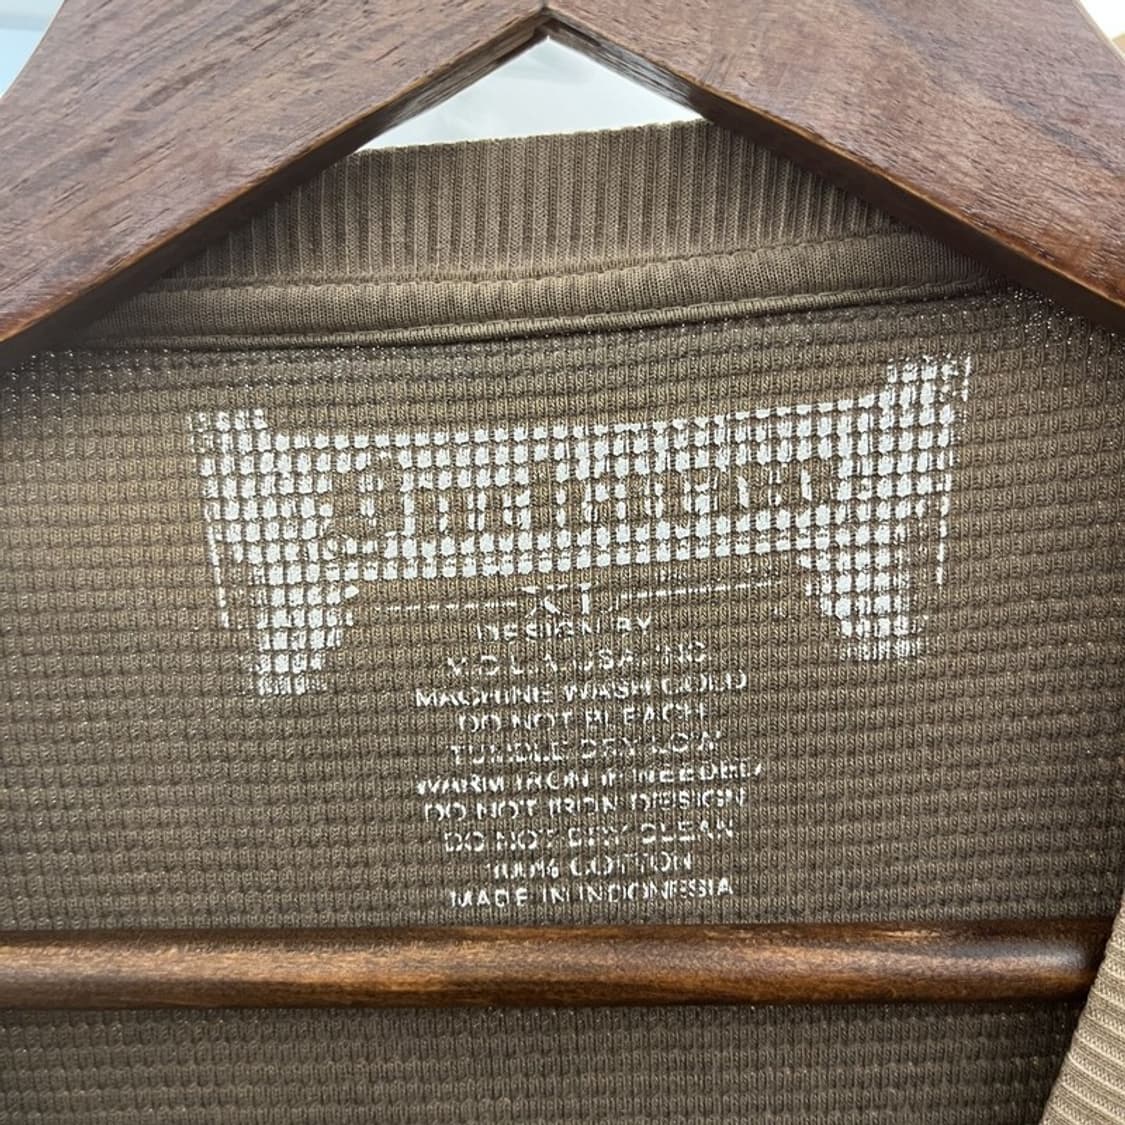 XL
DESIGN BY
V.O.L.A. USA, INC
MACHINE WASH COLD
DO NOT BLEACH
TUMBLE DRY LOW
WARM IRON IF NEEDED
DO NOT IRON DESIGN
DO NOT DRY CLEAN
100% COTTON
MADE IN INDONESIA